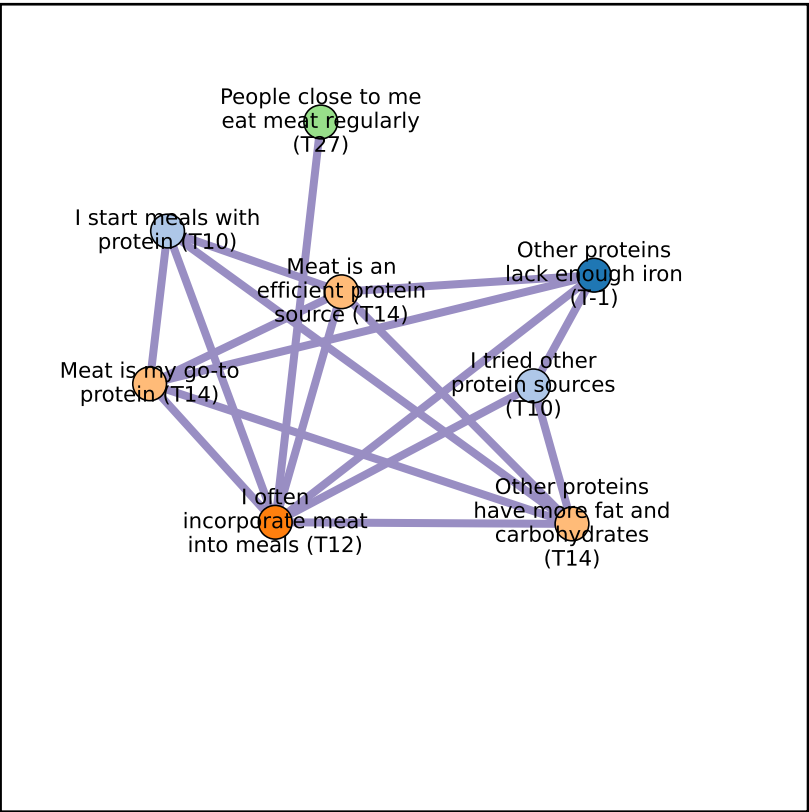 People close to me
eat meat regularly
(T27)
I start meals with
protein (T10)
Meat is an
efficient protein
source (T14)
Other proteins
lack enough iron
(T-1)
Meat is my go-to
protein (T14)
I tried other
protein sources
(T10)
I often
incorporate meat
into meals (T12)
Other proteins
have more fat and
carbohydrates
(T14)